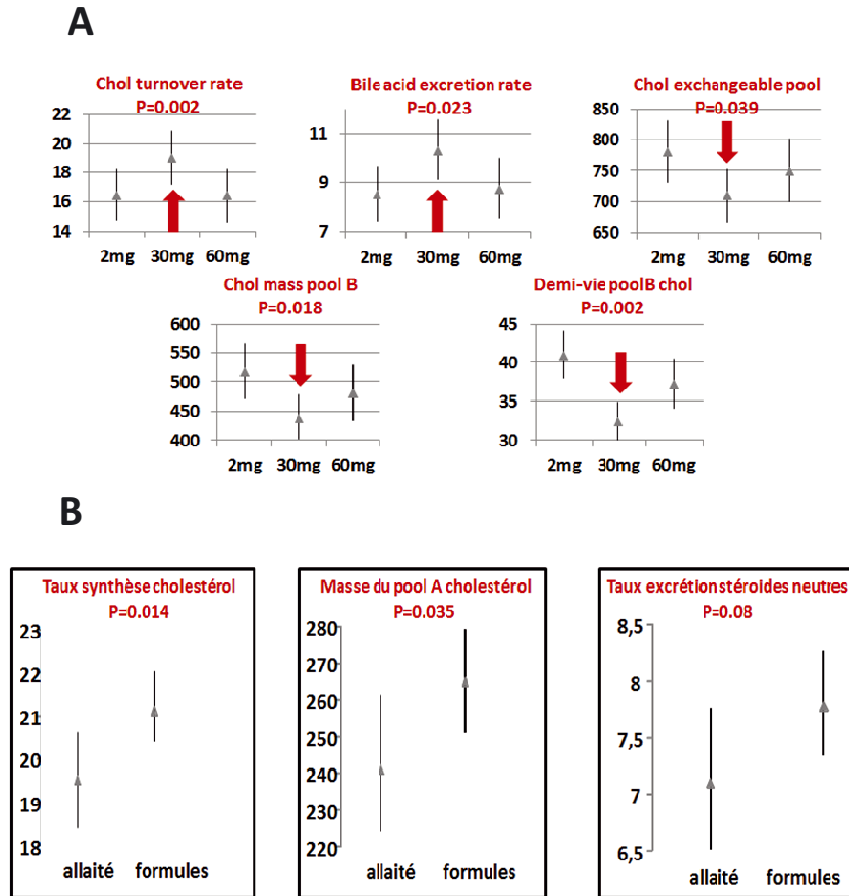 A
Chol turnover rate
P=0.002
22
20
18
16
14
2mg 30mg 60mg
Bile acid excretion rate
P=0.023
11
9
7
2mg 30mg 60mg
Chol exchangeable pool
P=0.039
850
800
750
700
650
2mg 30mg 60mg
Chol mass pool B
P=0.018
600
550
500
450
400
2mg 30mg 60mg
Demi-vie poolB chol
P=0.002
45
40
35
30
2mg 30mg 60mg
B
Taux synthèse cholestérol
P=0.014
23
22
21
20
19
18
allaité formules
Masse du pool A cholestérol
P=0.035
280
270
260
250
240
230
220
allaité formules
Taux excrétion stéroides neutres
P=0.08
8,5
8
7,5
7
6,5
allaité formules